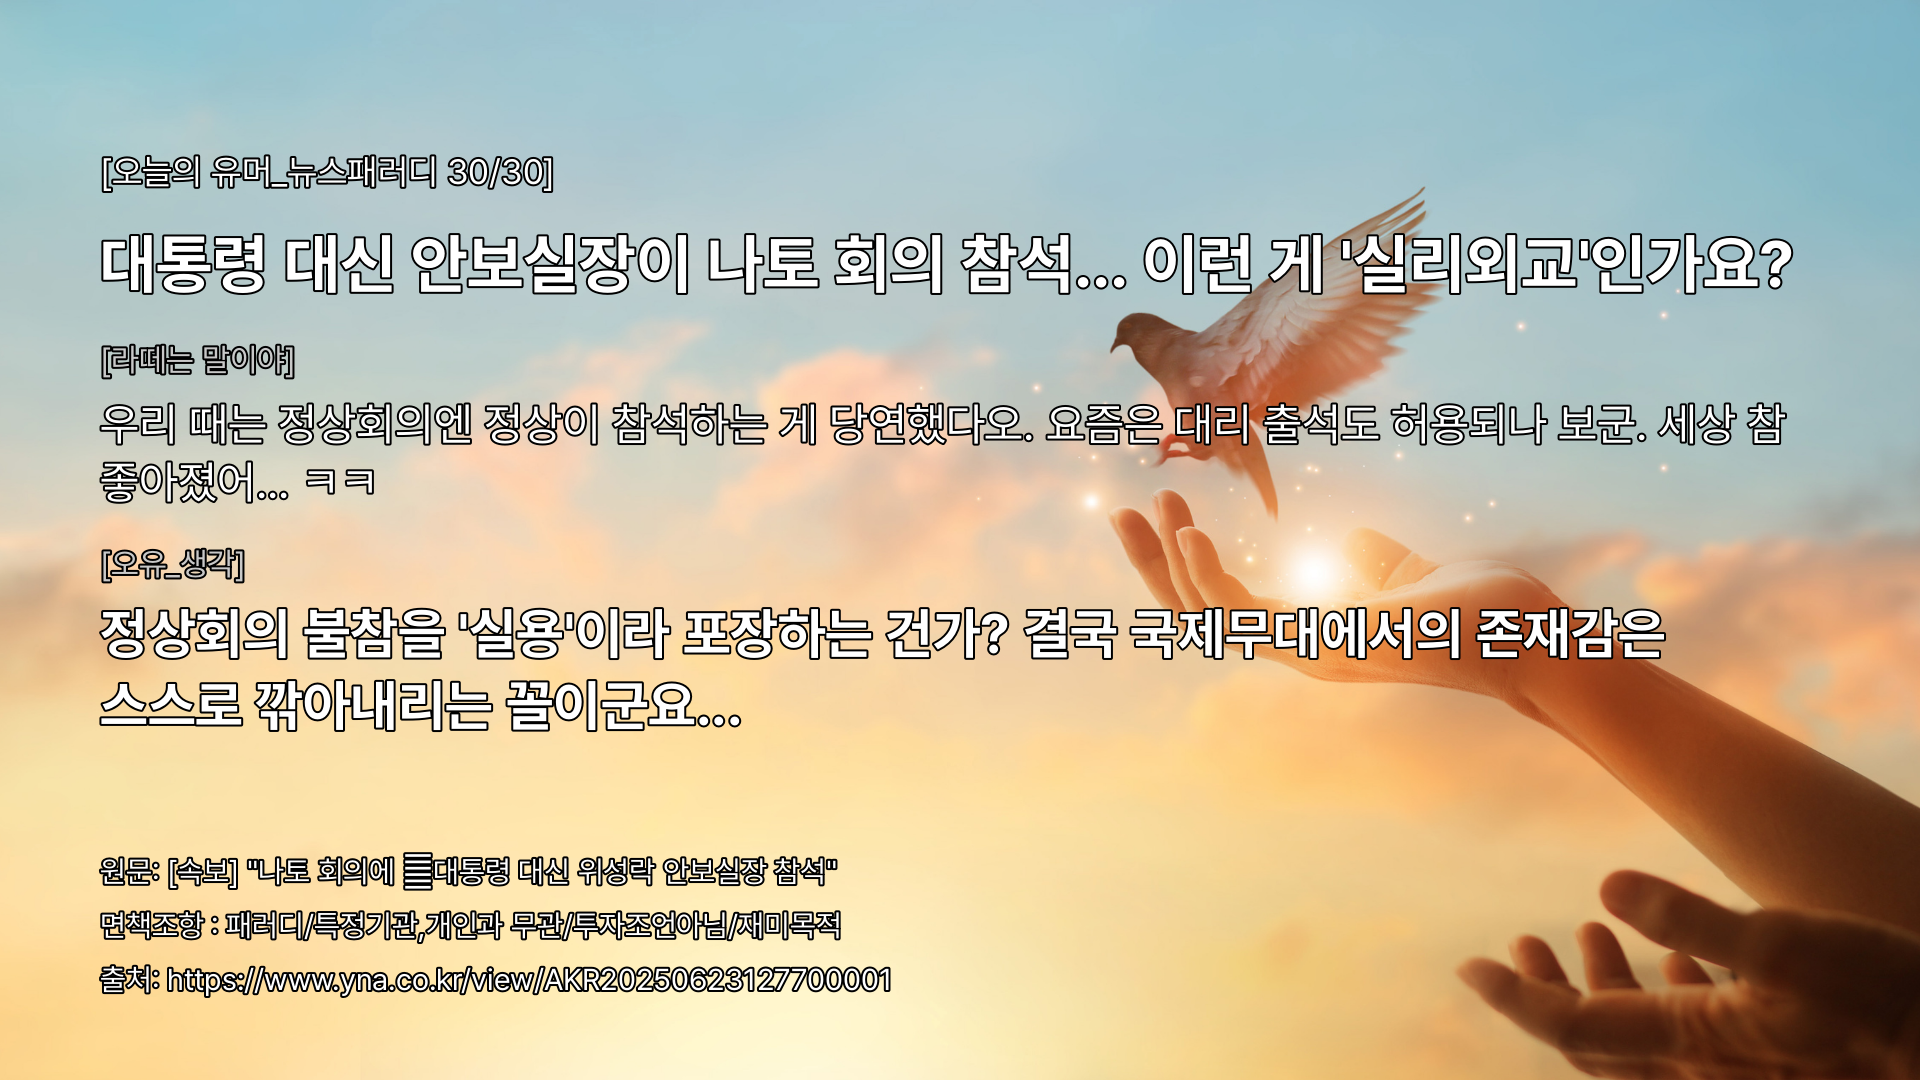 [오늘의 유머_뉴스패러디 30/30]
대통령 대신 안보실장이 나토 회의 참석... 이런 게 '실리외교'인가요?
[라떼는 말이야]
우리 때는 정상회의엔 정상이 참석하는 게 당연했다오. 요즘은 대리 출석도 허용되나 보군. 세상 참
좋아졌어... ㅋㅋ
[오유_생각]
정상회의 불참을 '실용'이라 포장하는 건가? 결국 국제무대에서의 존재감은
스스로 깎아내리는 꼴이군요...
원문: [속보] "나토 회의에 대통령 대신 위성락 안보실장 참석"
면책조항 : 패러디/특정기관,개인과 무관/투자조언아님/재미목적
출처: https://www.yna.co.kr/view/AKR20250623127700001